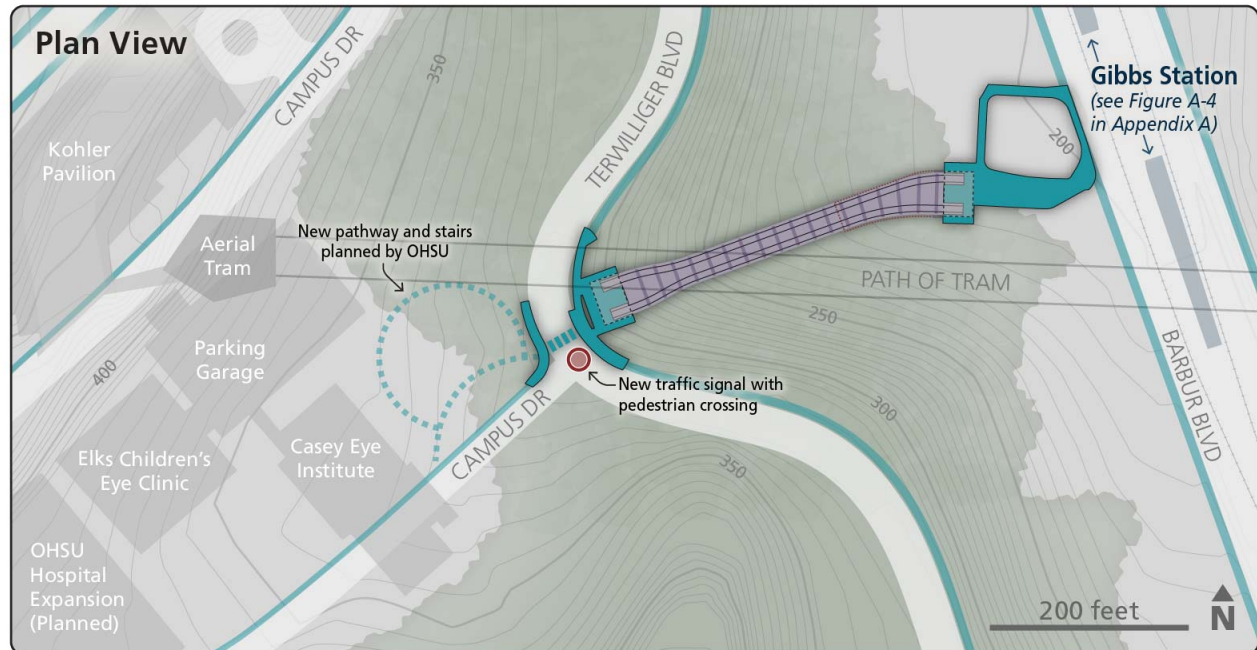 Plan View
CAMPUS DR
350
TERWILLIGER BLVD
Gibbs Station
(see Figure A-4
in Appendix A)
200
Kohler
Pavilion
New pathway and stairs
planned by OHSU
Aerial
Tram
PATH OF TRAM
250
Parking
Garage
400
New traffic signal with
pedestrian crossing
BARBUR BLVD
CAMPUS DR
300
Elks Children's
Eye Clinic
Casey Eye
Institute
350
OHSU
Hospital
Expansion
(Planned)
200 feet
N